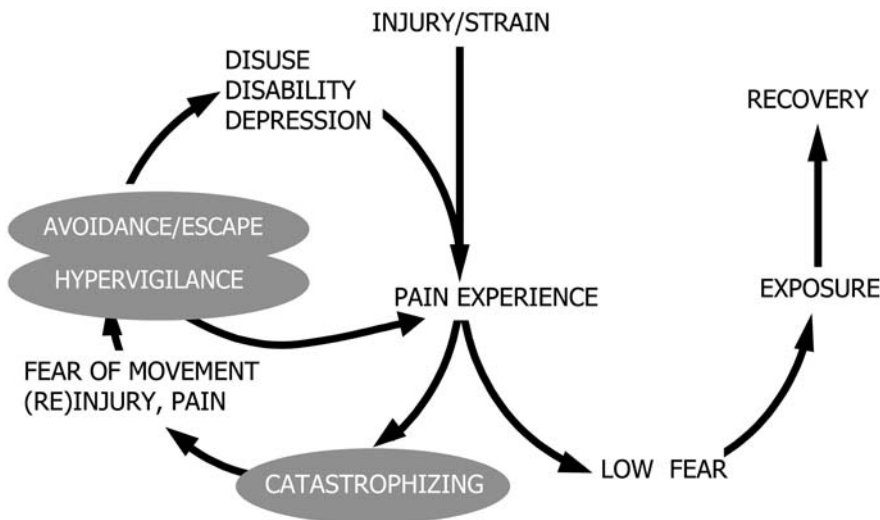 INJURY/STRAIN
DISUSE
DISABILITY
DEPRESSION
RECOVERY
AVOIDANCE/ESCAPE
HYPERVIGILANCE
PAIN EXPERIENCE
EXPOSURE
FEAR OF MOVEMENT
(RE)INJURY, PAIN
LOW FEAR
CATASTROPHIZING